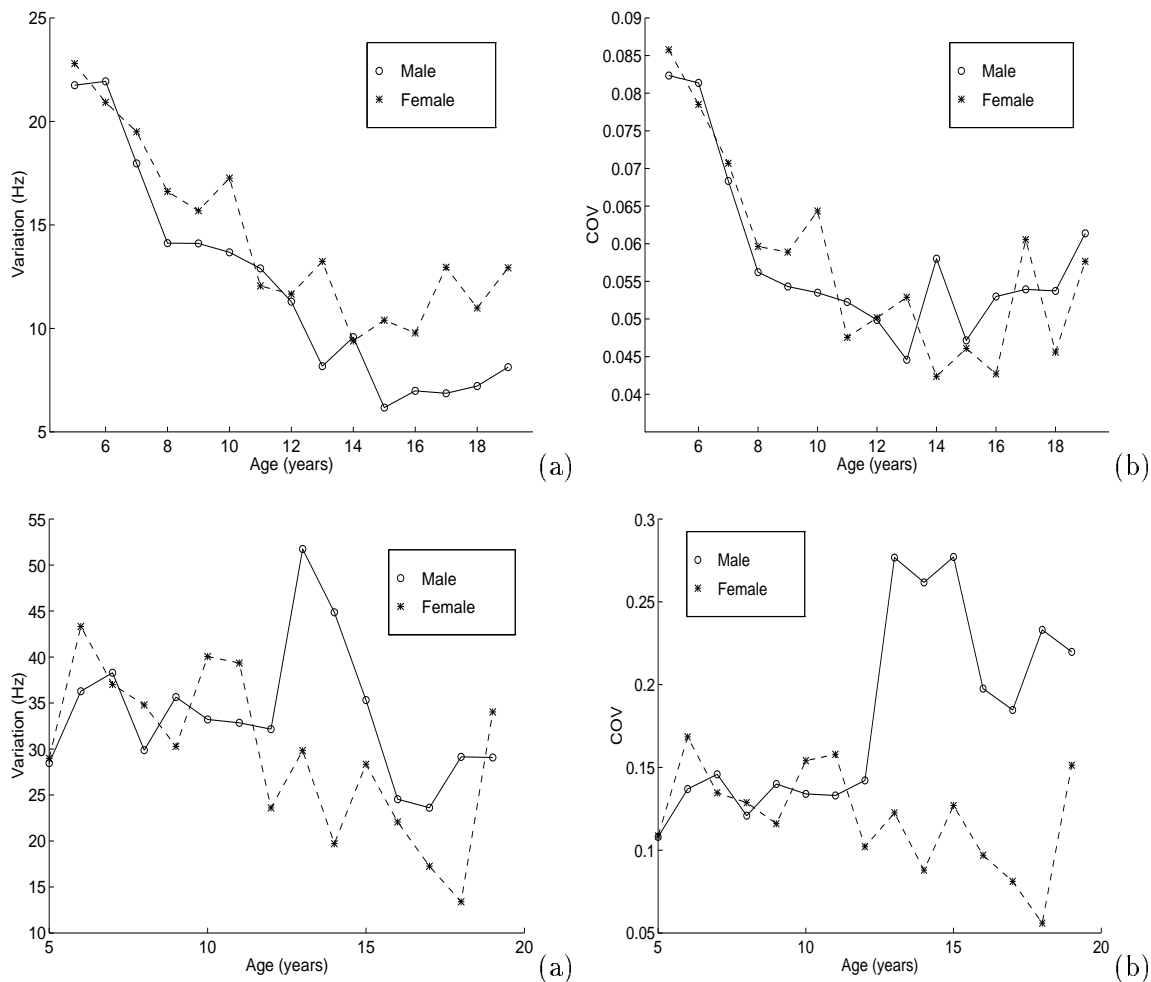 25
20
15
10
5
Variation (Hz)
6 8 10 12 14 16 18
Age (years)
Male
Female
(a)
0.09
0.085
0.08
0.075
0.07
0.065
0.06
0.055
0.05
0.045
0.04
COV
6 8 10 12 14 16 18
Age (years)
Male
Female
(b)
55
50
45
40
35
30
25
20
15
10
Variation (Hz)
5 10 15 20
Age (years)
Male
Female
(a)
0.3
0.25
0.2
0.15
0.1
0.05
COV
5 10 15 20
Age (years)
Male
Female
(b)